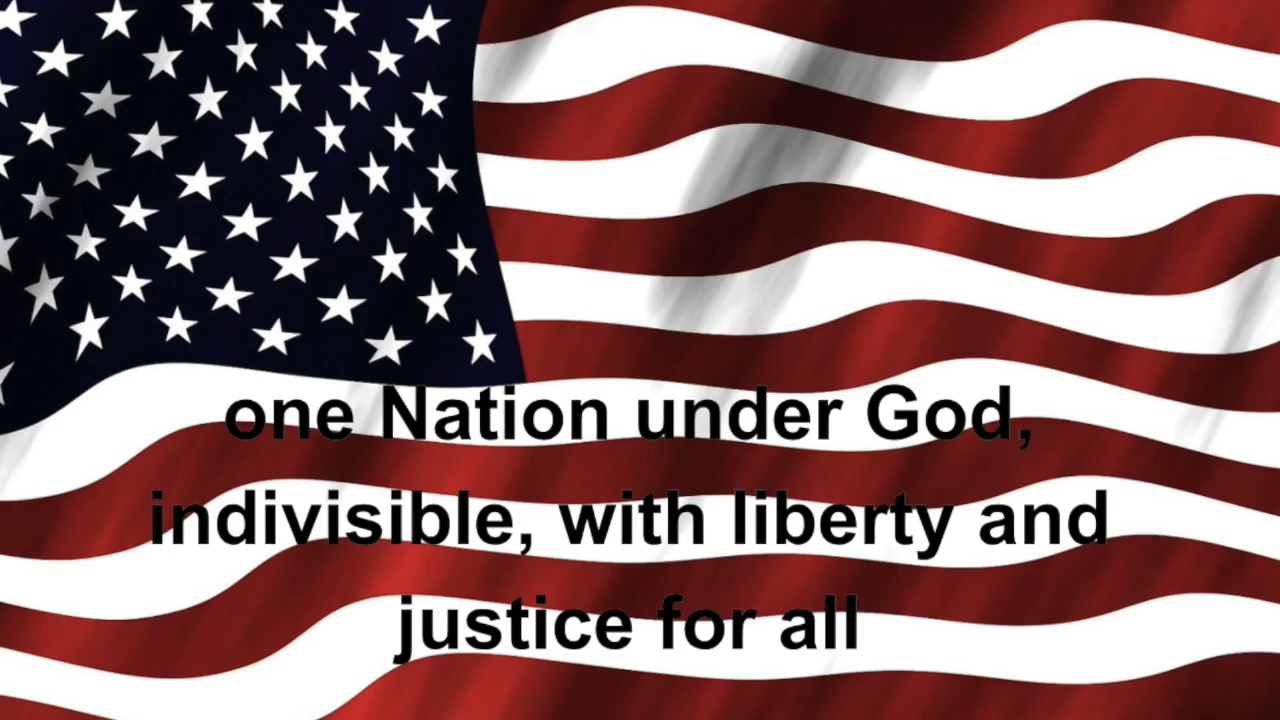 one Nation under God,
indivisible, with liberty and
justice for all